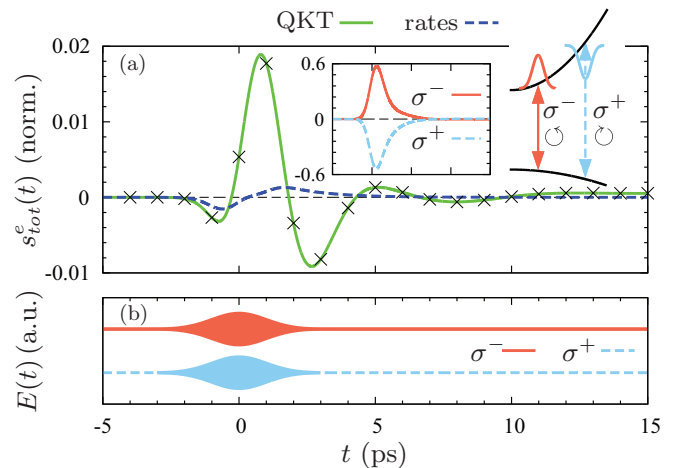 QKT rates
(a)
s^e_tot(t) (norm.)
0.02
0.01
0
-0.01
0.6
0
-0.6
σ−
σ+
σ− σ+
(b)
E(t) (a.u.)
σ− σ+
-5 0 5 10 15
t (ps)